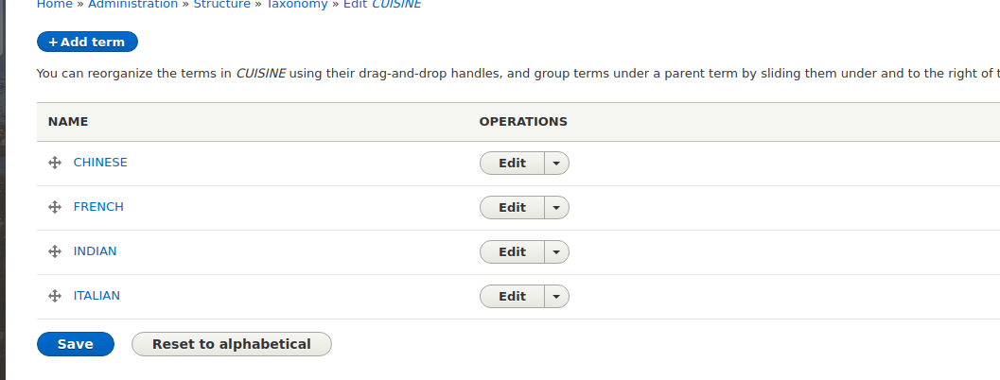 Home » Administration » Structure » Taxonomy » Edit CUISINE
+ Add term
You can reorganize the terms in CUISINE using their drag-and-drop handles, and group terms under a parent term by sliding them under and to the right of
NAME OPERATIONS
CHINESE Edit
FRENCH Edit
INDIAN Edit
ITALIAN Edit
Save Reset to alphabetical